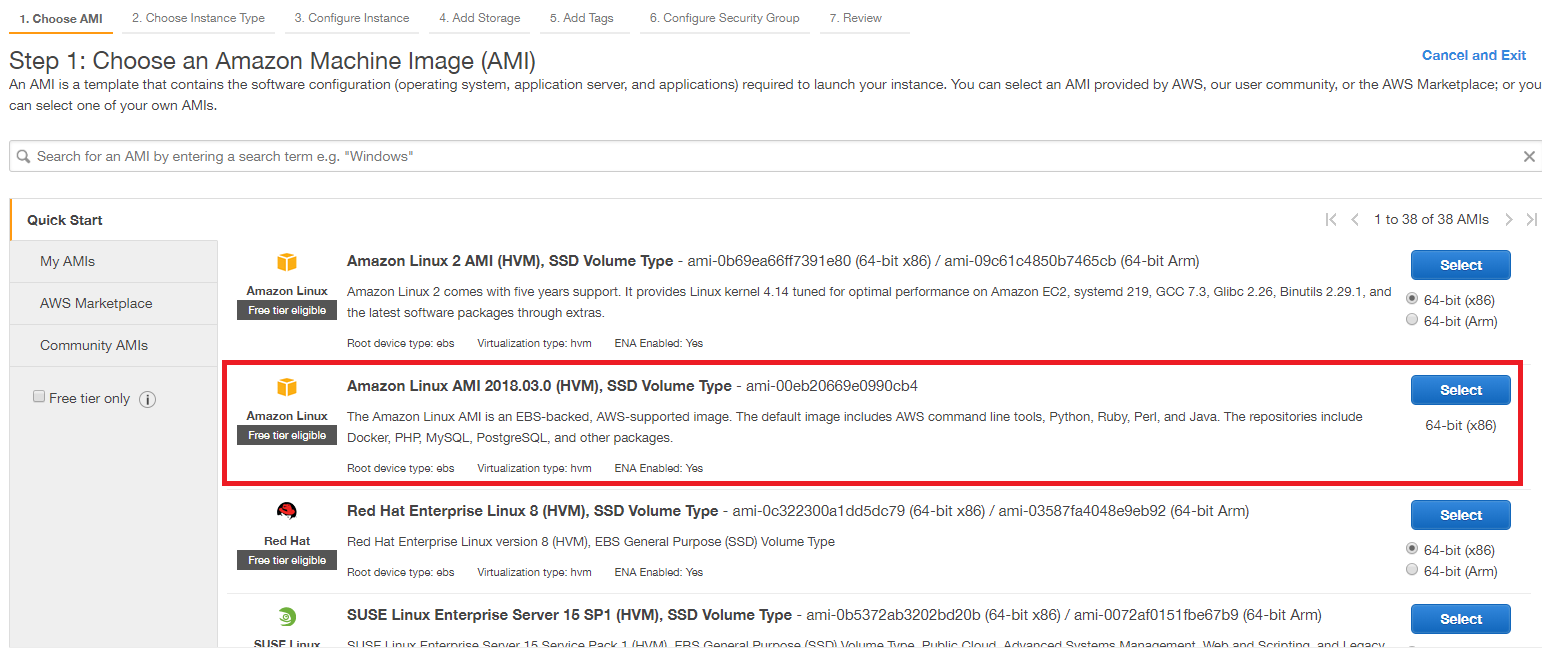 1. Choose AMI 2. Choose Instance Type 3. Configure Instance 4. Add Storage 5. Add Tags 6. Configure Security Group 7. Review
Step 1: Choose an Amazon Machine Image (AMI)
Cancel and Exit
An AMI is a template that contains the software configuration (operating system, application server, and applications) required to launch your instance. You can select an AMI provided by AWS, our user community, or the AWS Marketplace; or you
can select one of your own AMIs.
Search for an AMI by entering a search term e.g. "Windows"
Quick Start
My AMIs
AWS Marketplace
Community AMIs
Free tier only
1 to 38 of 38 AMIs
Amazon Linux
Free tier eligible
Amazon Linux 2 AMI (HVM), SSD Volume Type - ami-0b69ea66ff7391e80 (64-bit x86) / ami-09c61c4850b7465cb (64-bit Arm)
Amazon Linux 2 comes with five years support. It provides Linux kernel 4.14 tuned for optimal performance on Amazon EC2, systemd 219, GCC 7.3, Glibc 2.26, Binutils 2.29.1, and
the latest software packages through extras.
Root device type: ebs Virtualization type: hvm ENA Enabled: Yes
Select
64-bit (x86)
64-bit (Arm)
Amazon Linux
Free tier eligible
Amazon Linux AMI 2018.03.0 (HVM), SSD Volume Type - ami-00eb20669e0990cb4
The Amazon Linux AMI is an EBS-backed, AWS-supported image. The default image includes AWS command line tools, Python, Ruby, Perl, and Java. The repositories include
Docker, PHP, MySQL, PostgreSQL, and other packages.
Root device type: ebs Virtualization type: hvm ENA Enabled: Yes
Select
64-bit (x86)
Red Hat
Free tier eligible
Red Hat Enterprise Linux 8 (HVM), SSD Volume Type - ami-0c322300a1dd5dc79 (64-bit x86) / ami-03587fa4048e9eb92 (64-bit Arm)
Red Hat Enterprise Linux version 8 (HVM), EBS General Purpose (SSD) Volume Type
Root device type: ebs Virtualization type: hvm ENA Enabled: Yes
Select
64-bit (x86)
64-bit (Arm)
SUSE Linux
SUSE Linux Enterprise Server 15 SP1 (HVM), SSD Volume Type - ami-0b5372ab3202bd20b (64-bit x86) / ami-0072af0151fbe67b9 (64-bit Arm)
SUSE Linux Enterprise Server 15 Service Pack 1 (HVM), EBS General Purpose (SSD) Volume Type. Public Cloud, Advanced Systems Management, Web and Scripting, and Legacy
Select